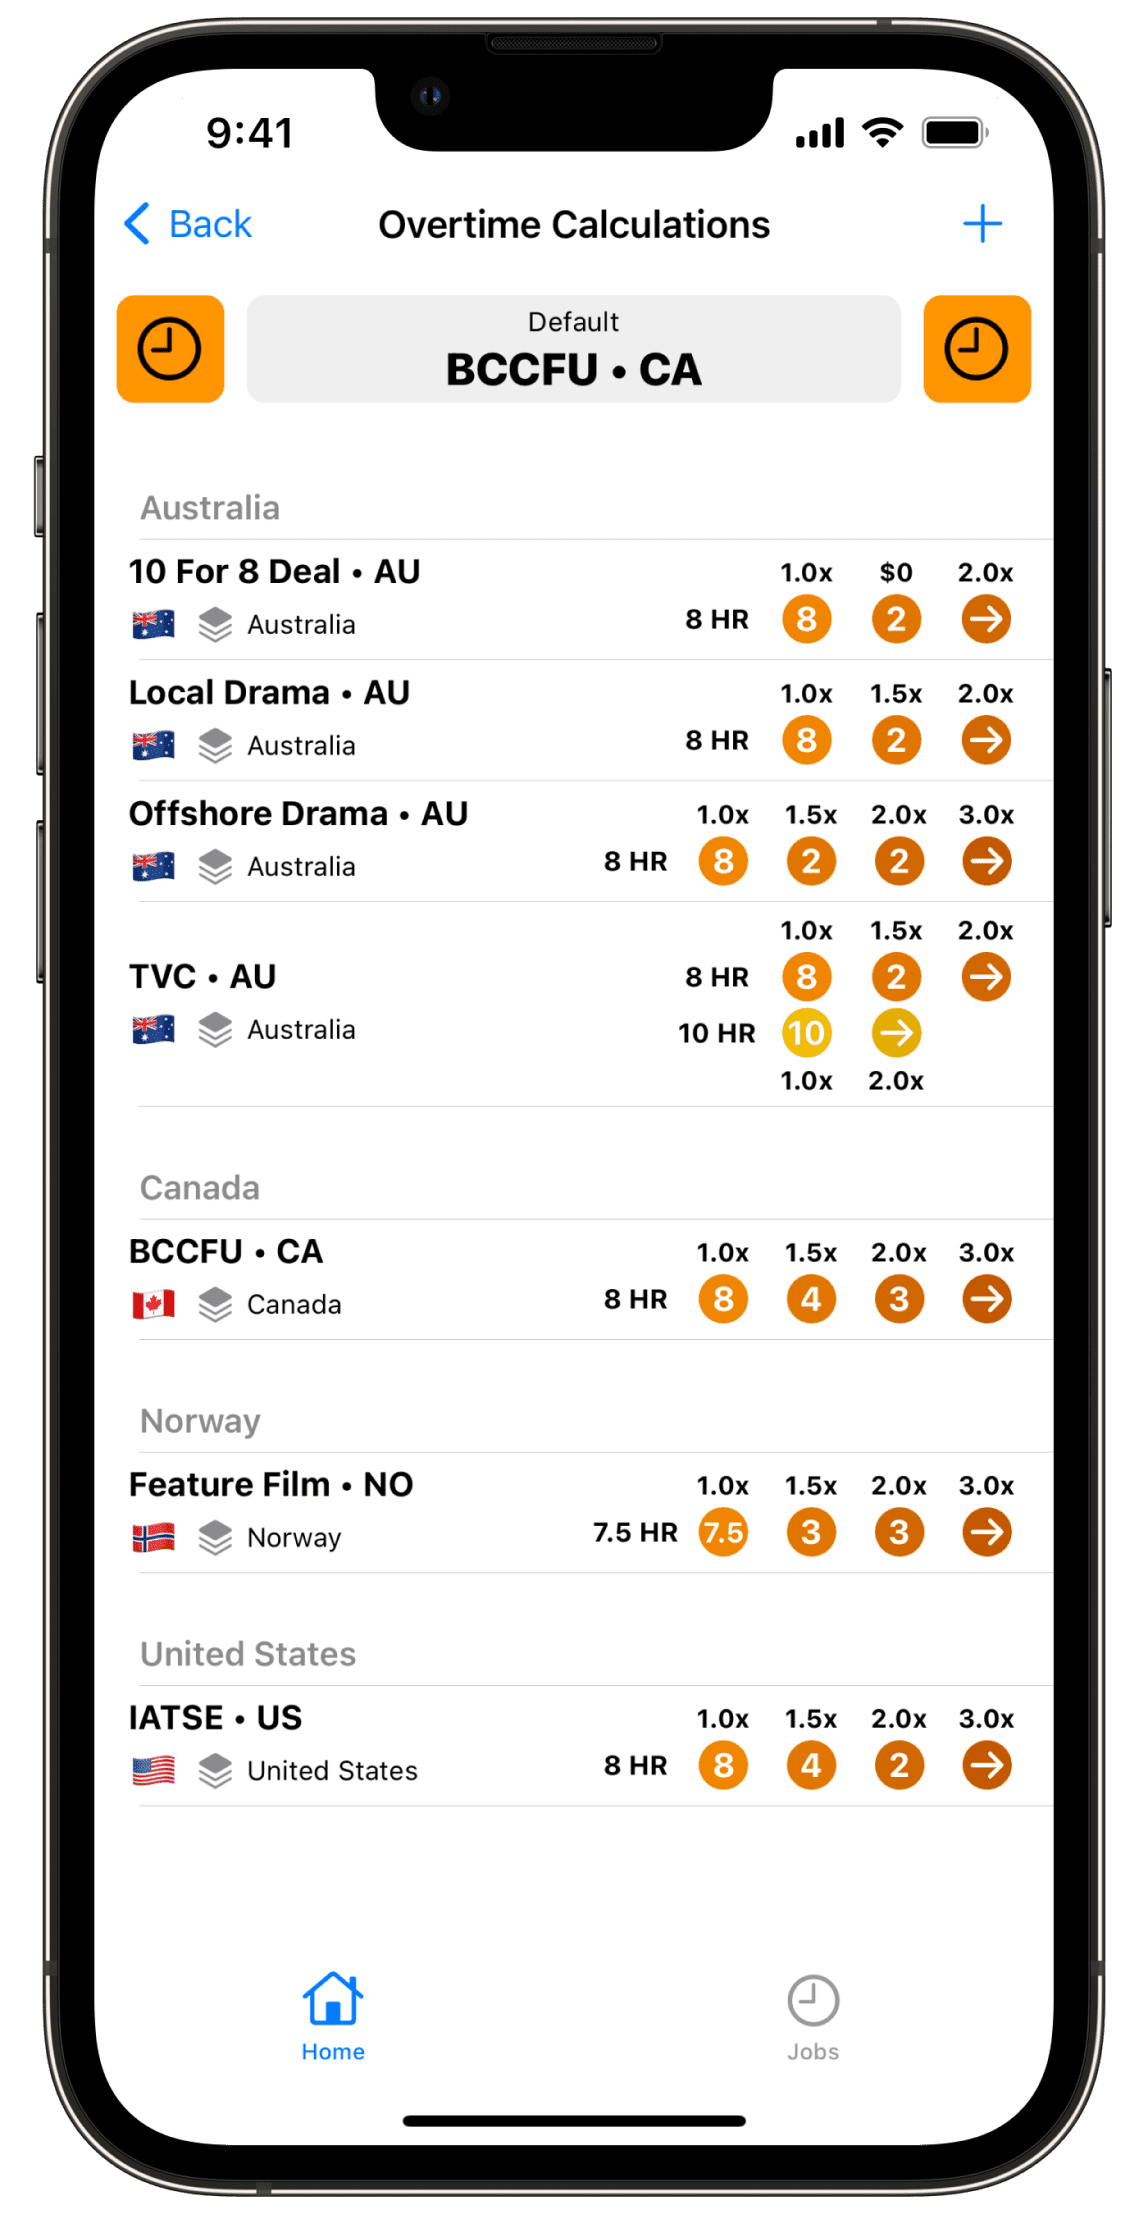 9:41
Back
Overtime Calculations
Default
BCCFU • CA
Australia
10 For 8 Deal • AU
1.0x $0 2.0x
Australia
8 HR 8 2
Local Drama • AU
1.0x 1.5x 2.0x
Australia
8 HR 8 2
Offshore Drama • AU
1.0x 1.5x 2.0x 3.0x
Australia
8 HR 8 2 2
1.0x 1.5x 2.0x
TVC • AU
8 HR 8 2
Australia
10 HR 10
1.0x 2.0x
Canada
BCCFU • CA
1.0x 1.5x 2.0x 3.0x
Canada
8 HR 8 4 3
Norway
Feature Film • NO
1.0x 1.5x 2.0x 3.0x
Norway
7.5 HR 7.5 3 3
United States
IATSE • US
1.0x 1.5x 2.0x 3.0x
United States
8 HR 8 4 2
Home
Jobs